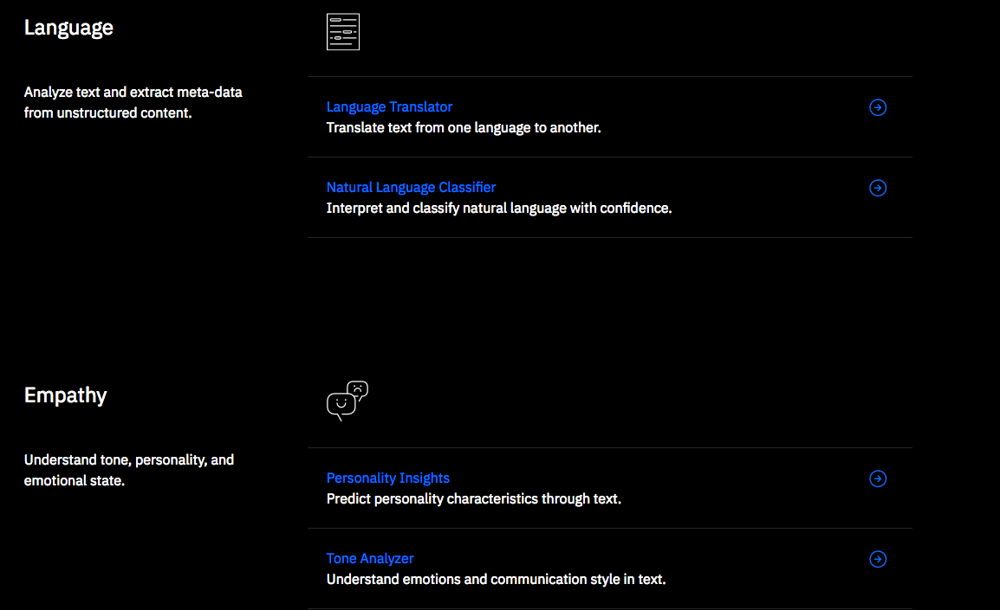 Language
Analyze text and extract meta-data
from unstructured content.
Language Translator
Translate text from one language to another.
Natural Language Classifier
Interpret and classify natural language with confidence.
Empathy
Understand tone, personality, and
emotional state.
Personality Insights
Predict personality characteristics through text.
Tone Analyzer
Understand emotions and communication style in text.